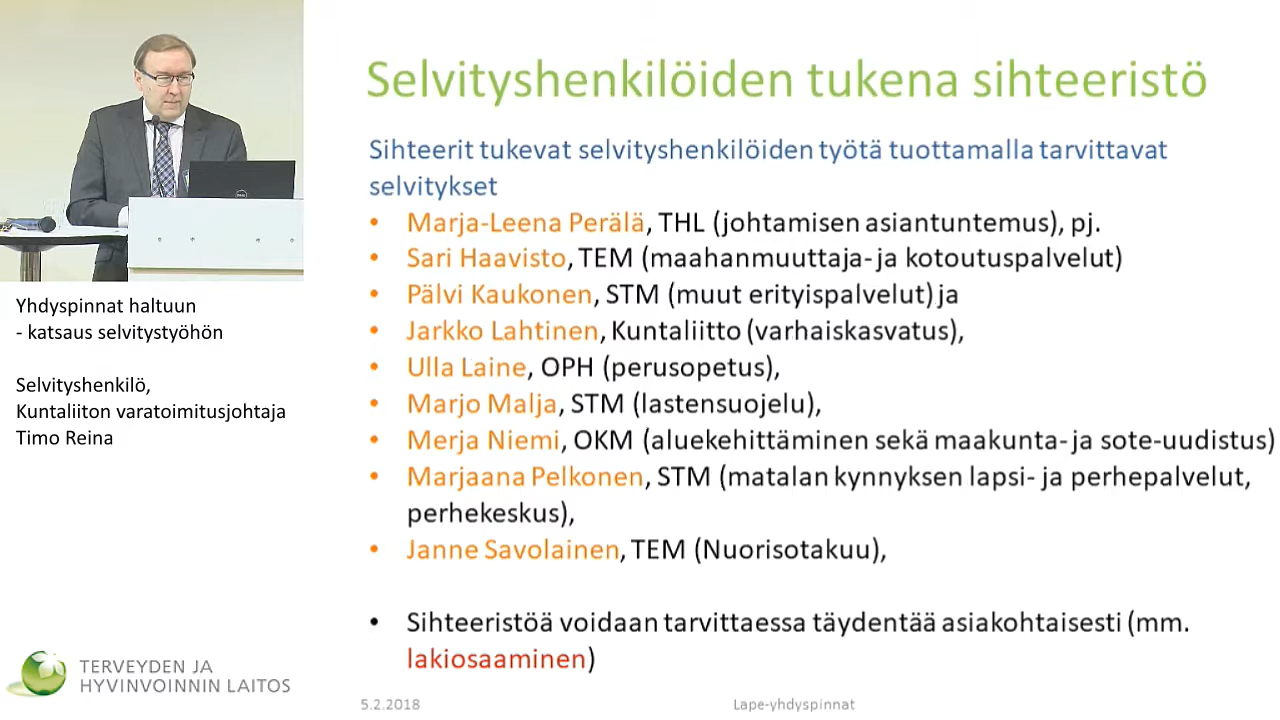 Selvityshenkilöiden tukena sihteeristö
Sihteerit tukevat selvityshenkilöiden työtä tuottamalla tarvittavat
selvitykset
• Marja-Leena Perälä, THL (johtamisen asiantuntemus), pj.
• Sari Haavisto, TEM (maahanmuuttaja- ja kotoutuspalvelut)
• Pälvi Kaukonen, STM (muut erityispalvelut) ja
• Jarkko Lahtinen, Kuntaliitto (varhaiskasvatus),
• Ulla Laine, OPH (perusopetus),
• Marjo Malja, STM (lastensuojelu),
• Merja Niemi, OKM (aluekehittäminen sekä maakunta- ja sote-uudistus)
• Marjaana Pelkonen, STM (matalan kynnyksen lapsi- ja perhepalvelut,
perhekeskus),
• Janne Savolainen, TEM (Nuorisotakuu),
• Sihteeristöä voidaan tarvittaessa täydentää asiakohtaisesti (mm.
lakiosaaminen)
5.2.2018
Lape-yhdyspinnat
Yhdyspinnat haltuun
- katsaus selvitystyöhön
Selvityshenkilö,
Kuntaliiton varatoimitusjohtaja
Timo Reina
TERVEYDEN JA
HYVINVOINNIN LAITOS